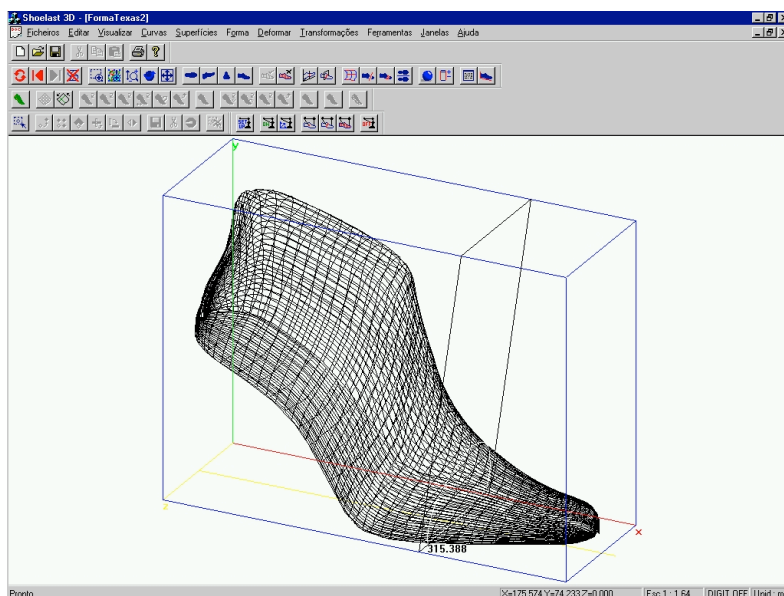 Shoelast 3D - [FormaTexas2]
Ficheiros Editar Visualizar Curvas Superfícies Forma Deformar Transformações Ferramentas Janelas Ajuda
y
x
z
315.388
Pronto X=175.574 Y=74.233 Z=0.000 Esc 1 : 1.64 DIGIT OFF Unid.: m